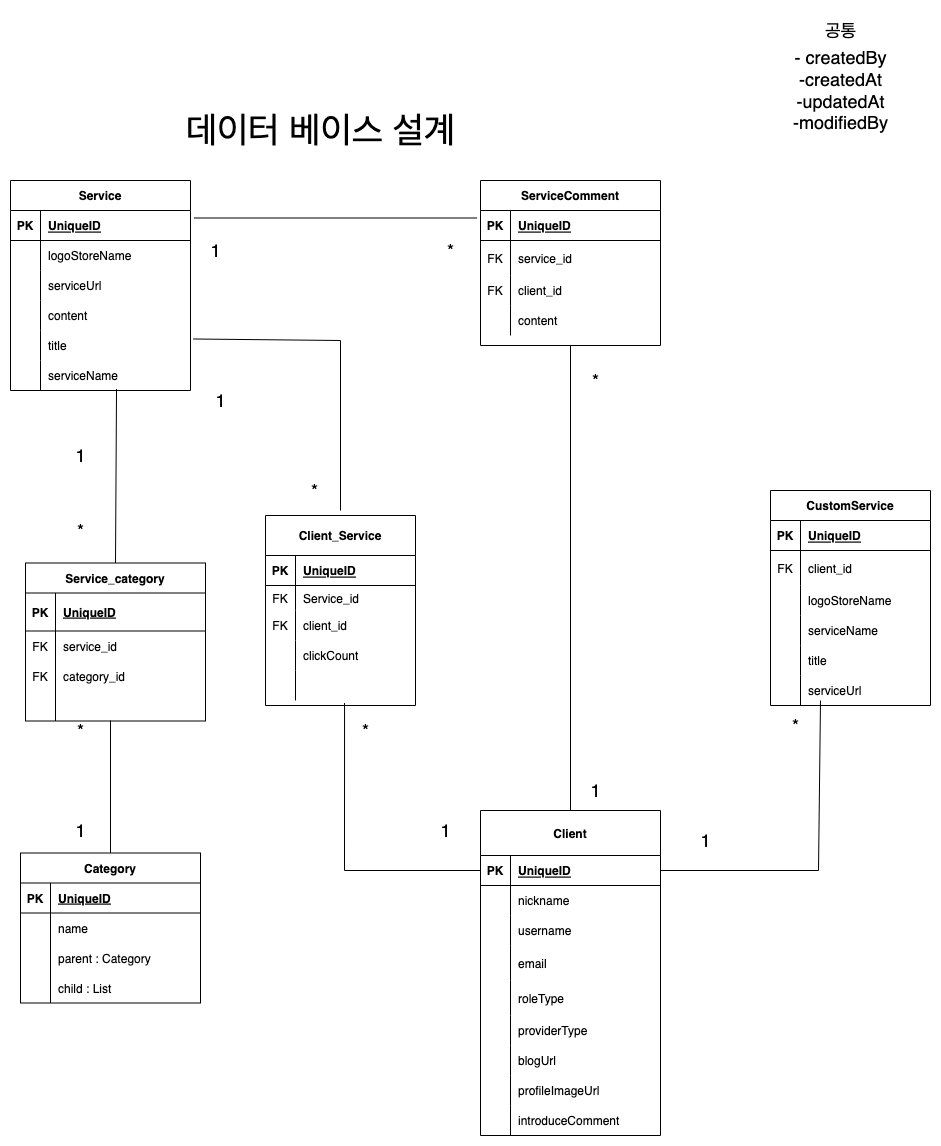 공통
- createdBy
-createdAt
-updatedAt
-modifiedBy
데이터 베이스 설계
Service
PK UniqueID
logoStoreName
serviceUrl
content
title
serviceName
ServiceComment
PK UniqueID
FK service_id
FK client_id
content
1
*
1
*
1
*
*
Client_Service
PK UniqueID
FK Service_id
FK client_id
clickCount
CustomService
PK UniqueID
FK client_id
logoStoreName
serviceName
title
serviceUrl
Service_category
PK UniqueID
FK service_id
FK category_id
*
*
*
1
1
1
1
Category
PK UniqueID
name
parent : Category
child : List
Client
PK UniqueID
nickname
username
email
roleType
providerType
blogUrl
profileImageUrl
introduceComment